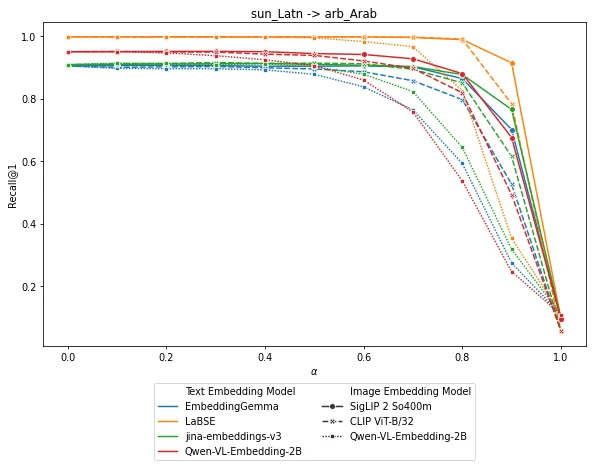 sun_Latn -> arb_Arab
1.0
0.8
0.6
0.4
0.2
Recall@1
0.0 0.2 0.4 0.6 0.8 1.0
α
Text Embedding Model Image Embedding Model
EmbeddingGemma SigLIP 2 So400m
LaBSE CLIP ViT-B/32
jina-embeddings-v3 Qwen-VL-Embedding-2B
Qwen-VL-Embedding-2B